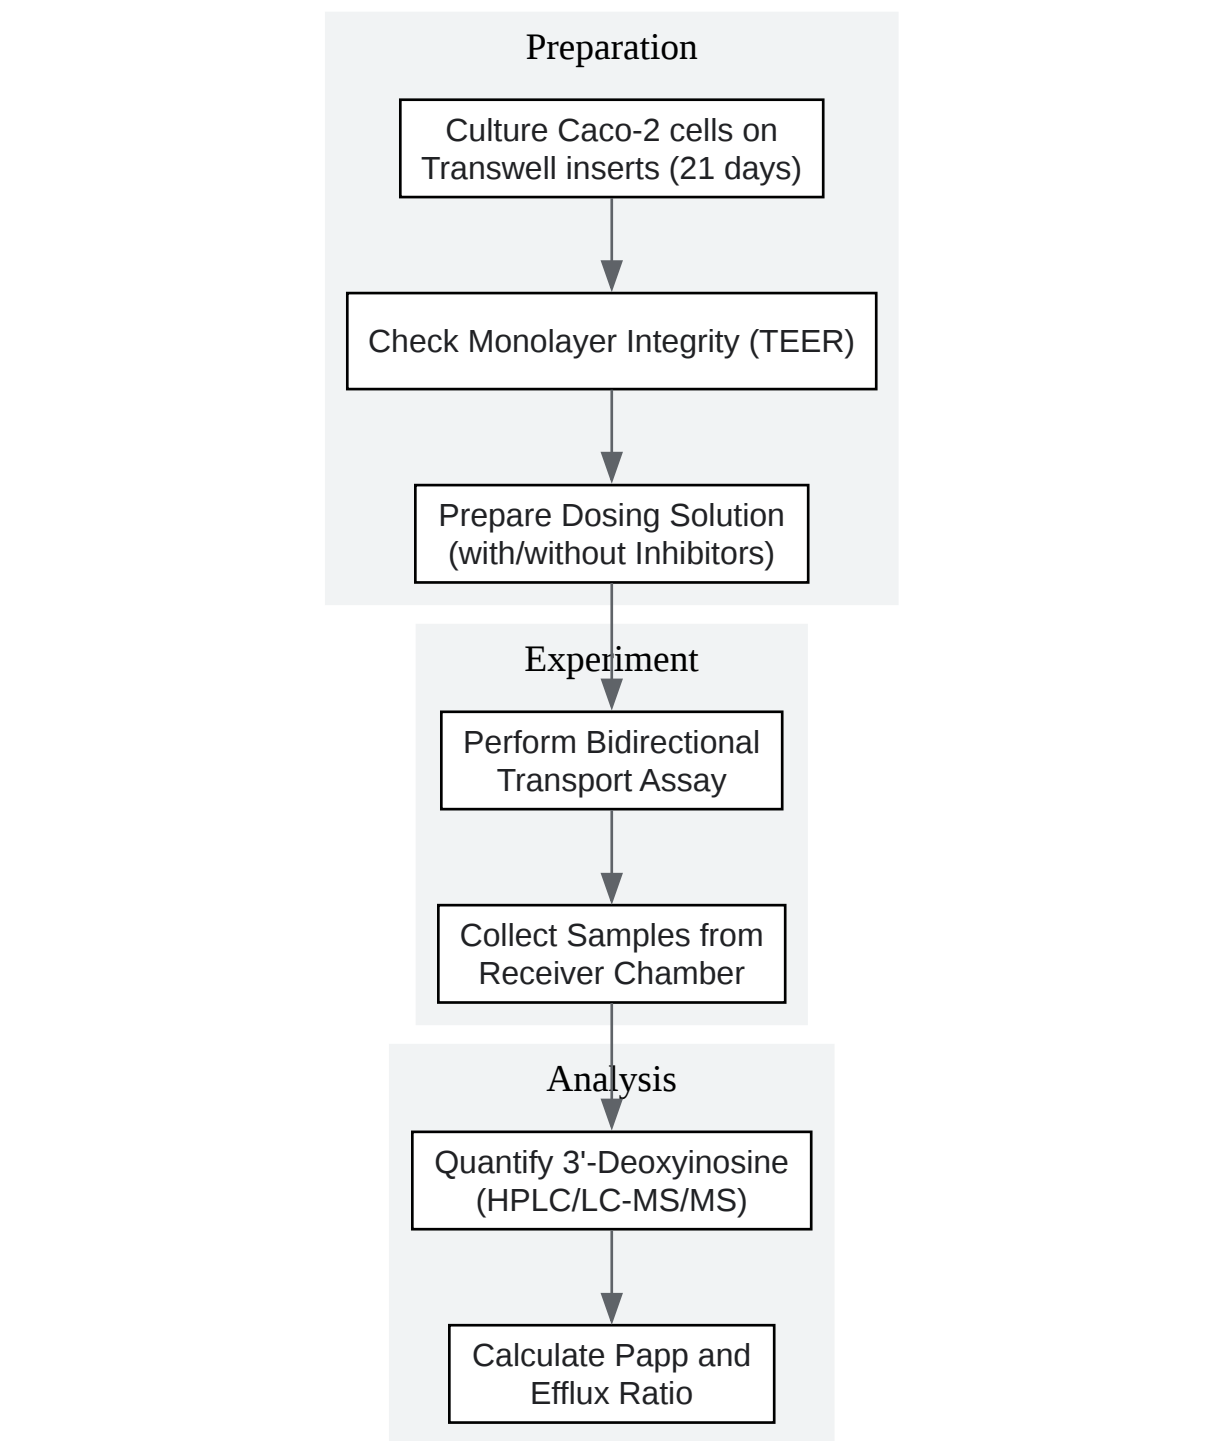 Preparation
Culture Caco-2 cells on
Transwell inserts (21 days)
Check Monolayer Integrity (TEER)
Prepare Dosing Solution
(with/without Inhibitors)
Experiment
Perform Bidirectional
Transport Assay
Collect Samples from
Receiver Chamber
Analysis
Quantify 3'-Deoxyinosine
(HPLC/LC-MS/MS)
Calculate Papp and
Efflux Ratio